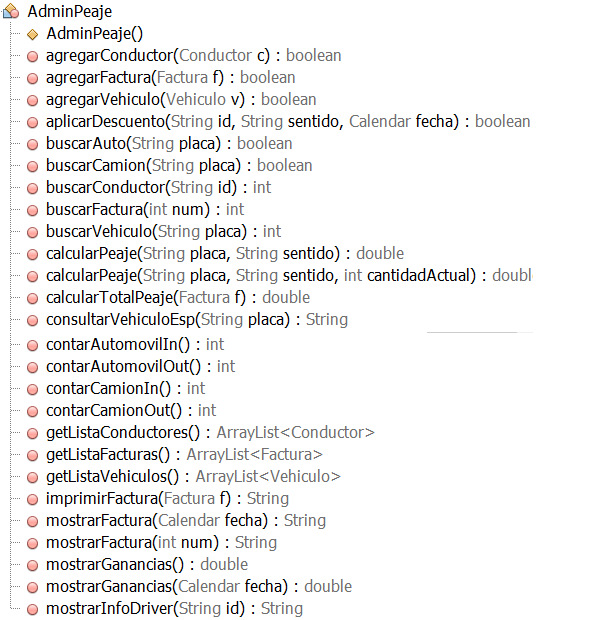 AdminPeaje
AdminPeaje()
agregarConductor(Conductor c) : boolean
agregarFactura(Factura f) : boolean
agregarVehiculo(Vehiculo v) : boolean
aplicarDescuento(String id, String sentido, Calendar fecha) : boolean
buscarAuto(String placa) : boolean
buscarCamion(String placa) : boolean
buscarConductor(String id) : int
buscarFactura(int num) : int
buscarVehiculo(String placa) : int
calcularPeaje(String placa, String sentido) : double
calcularPeaje(String placa, String sentido, int cantidadActual) : doubl
calcularTotalPeaje(Factura f) : double
consultarVehiculoEsp(String placa) : String
contarAutomovilIn() : int
contarAutomovilOut() : int
contarCamionIn() : int
contarCamionOut() : int
getListaConductores() : ArrayList<Conductor>
getListaFacturas() : ArrayList<Factura>
getListaVehiculos() : ArrayList<Vehiculo>
imprimirFactura(Factura f) : String
mostrarFactura(Calendar fecha) : String
mostrarFactura(int num) : String
mostrarGanancias() : double
mostrarGanancias(Calendar fecha) : double
mostrarInfoDriver(String id) : String